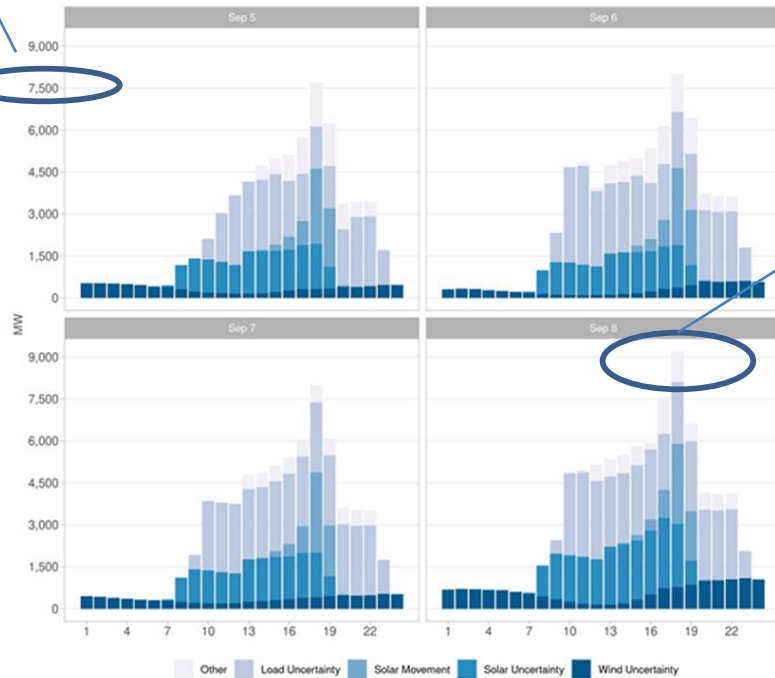 Sep 5
Sep 6
9,000
7,500
6,000
4,500
3,000
1,500
0
MW
Sep 7
Sep 8
9,000
7,500
6,000
4,500
3,000
1,500
0
1 4 7 10 13 16 19 22
1 4 7 10 13 16 19 22
Other Load Uncertainty Solar Movement Solar Uncertainty Wind Uncertainty